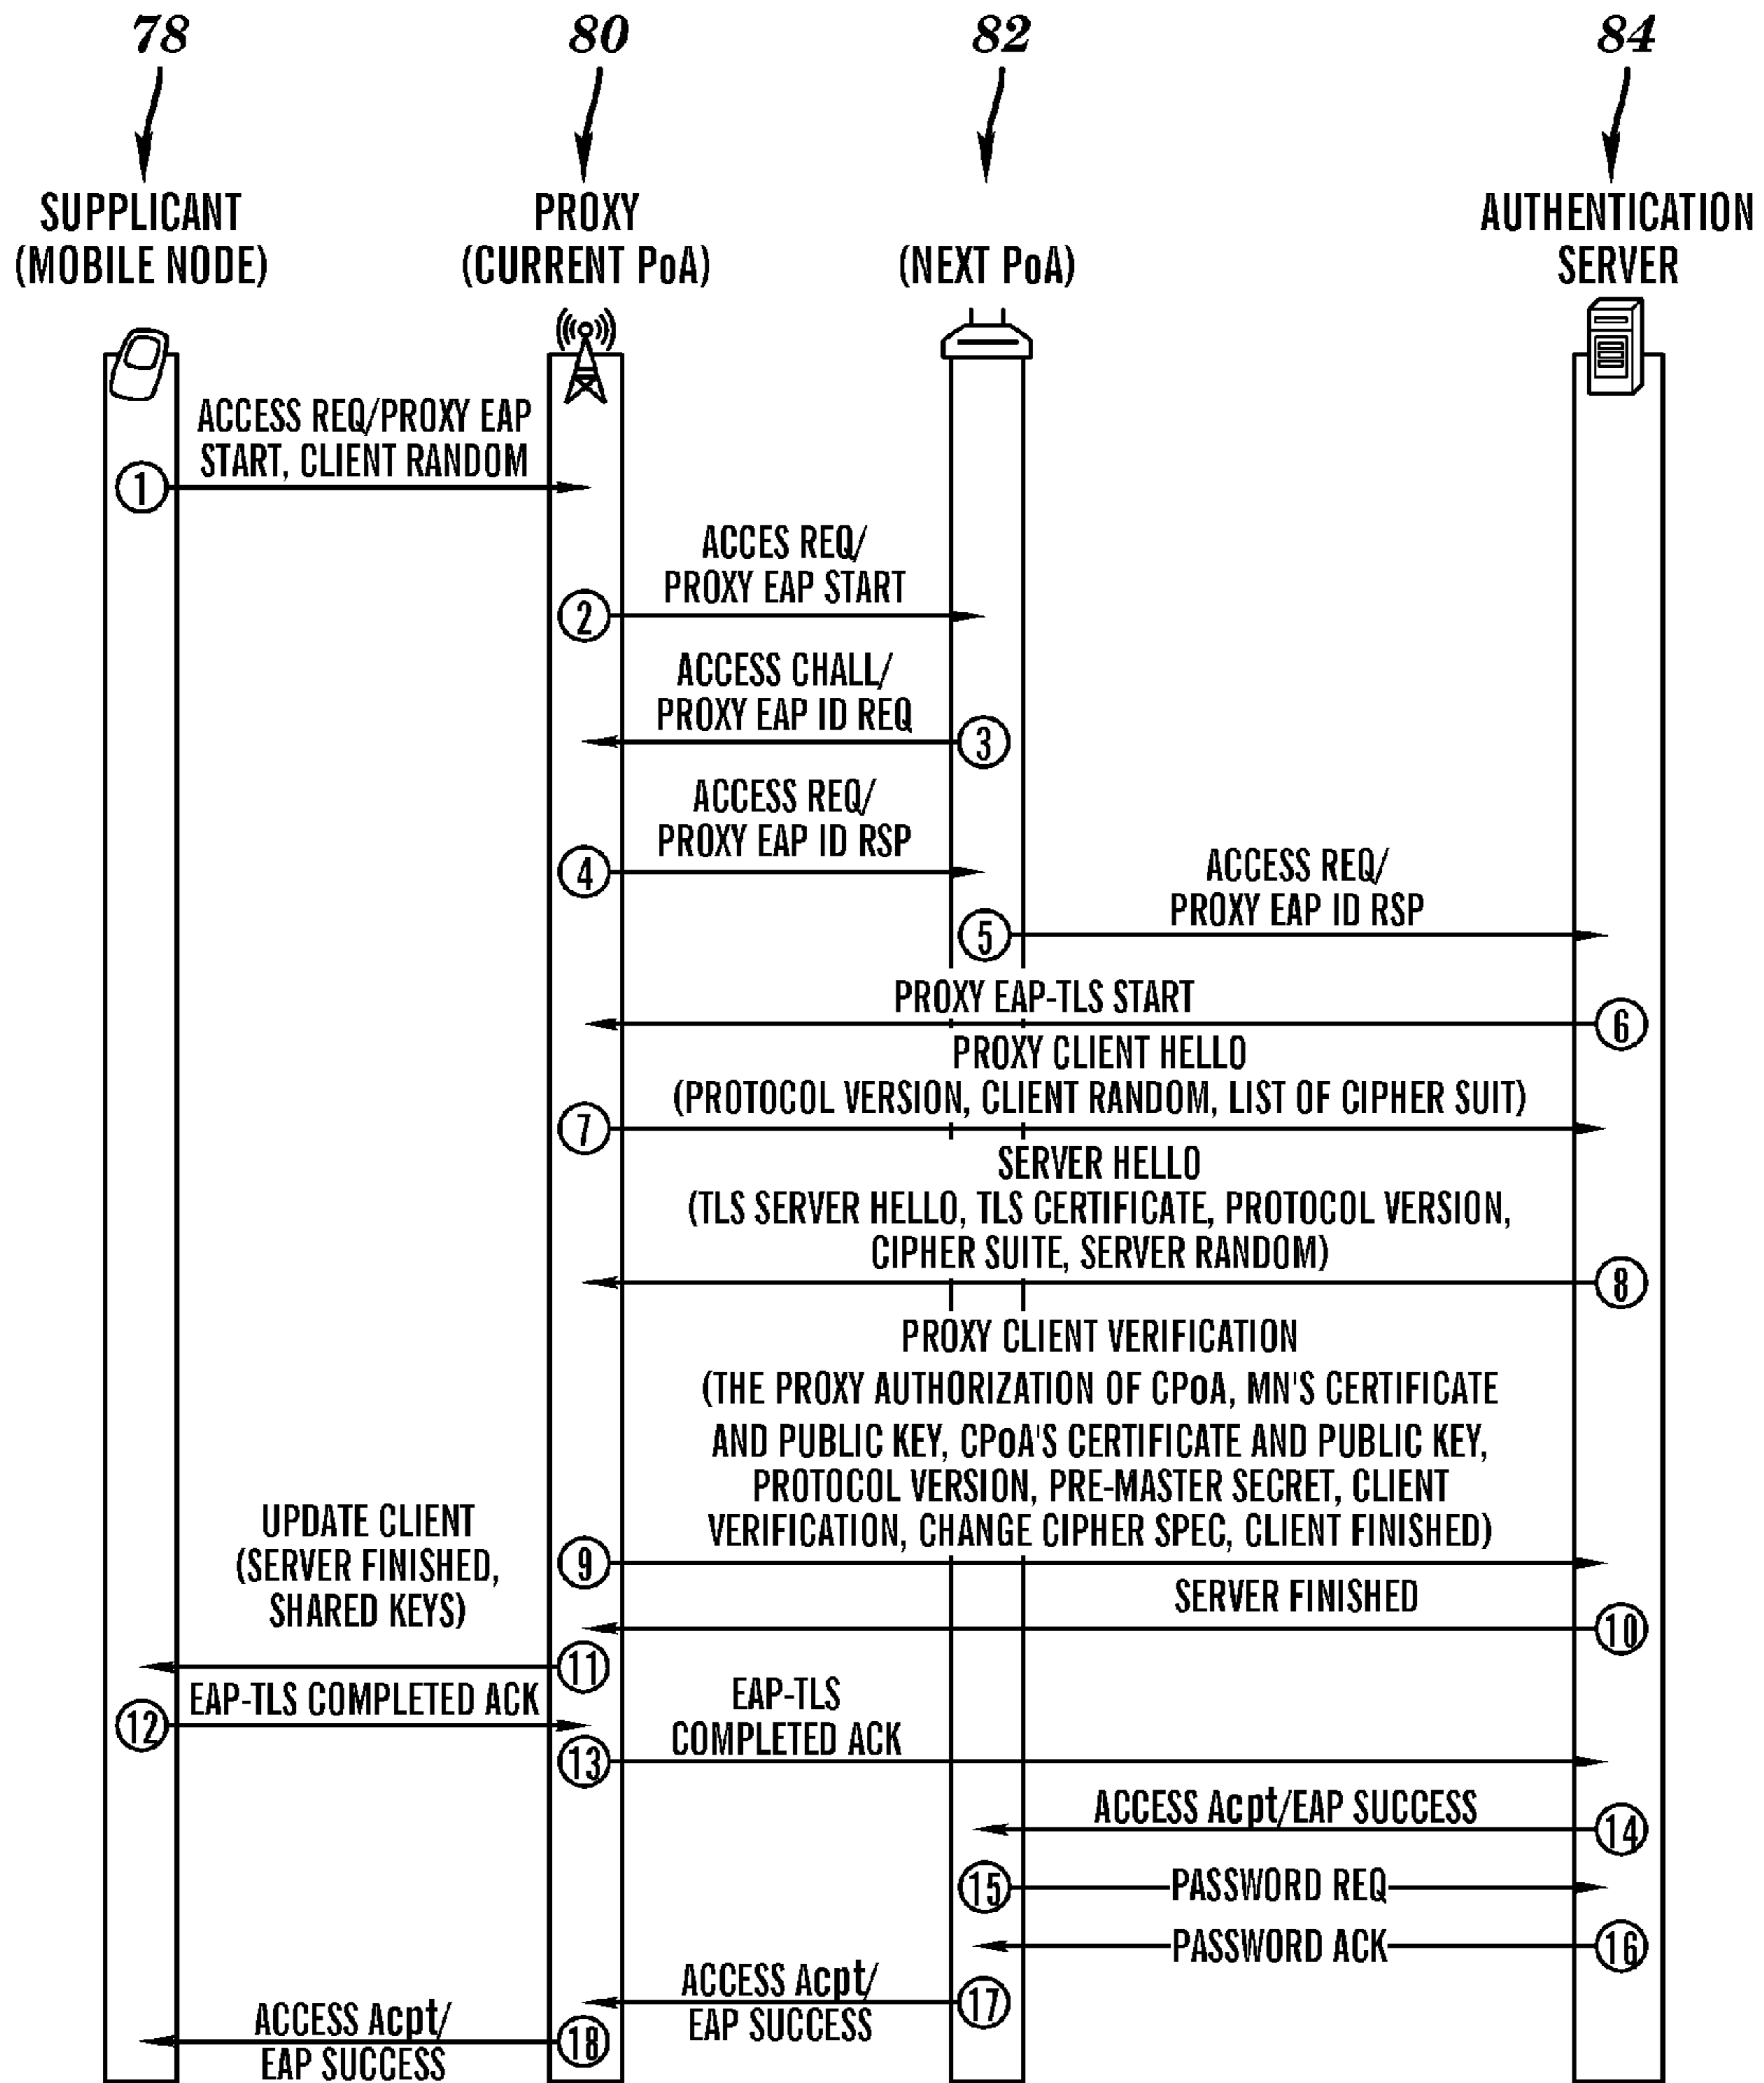 78
80
82
84
SUPPLICANT
(MOBILE NODE)
PROXY
(CURRENT PoA)
(NEXT PoA)
AUTHENTICATION
SERVER
ACCESS REQ/PROXY EAP
START, CLIENT RANDOM
1
ACCES REQ/
PROXY EAP START
2
ACCESS CHALL/
PROXY EAP ID REQ
3
ACCESS REQ/
PROXY EAP ID RSP
4
ACCESS REQ/
PROXY EAP ID RSP
5
PROXY EAP-TLS START
6
PROXY CLIENT HELLO
(PROTOCOL VERSION, CLIENT RANDOM, LIST OF CIPHER SUIT)
7
SERVER HELLO
(TLS SERVER HELLO, TLS CERTIFICATE, PROTOCOL VERSION,
CIPHER SUITE, SERVER RANDOM)
8
PROXY CLIENT VERIFICATION
(THE PROXY AUTHORIZATION OF CPoA, MN'S CERTIFICATE
AND PUBLIC KEY, CPoA'S CERTIFICATE AND PUBLIC KEY,
PROTOCOL VERSION, PRE-MASTER SECRET, CLIENT
VERIFICATION, CHANGE CIPHER SPEC, CLIENT FINISHED)
9
SERVER FINISHED
10
UPDATE CLIENT
(SERVER FINISHED,
SHARED KEYS)
11
EAP-TLS COMPLETED ACK
12
EAP-TLS
COMPLETED ACK
13
ACCESS Acpt/EAP SUCCESS
14
15
PASSWORD REQ
PASSWORD ACK
16
ACCESS Acpt/
EAP SUCCESS
17
ACCESS Acpt/
EAP SUCCESS
18